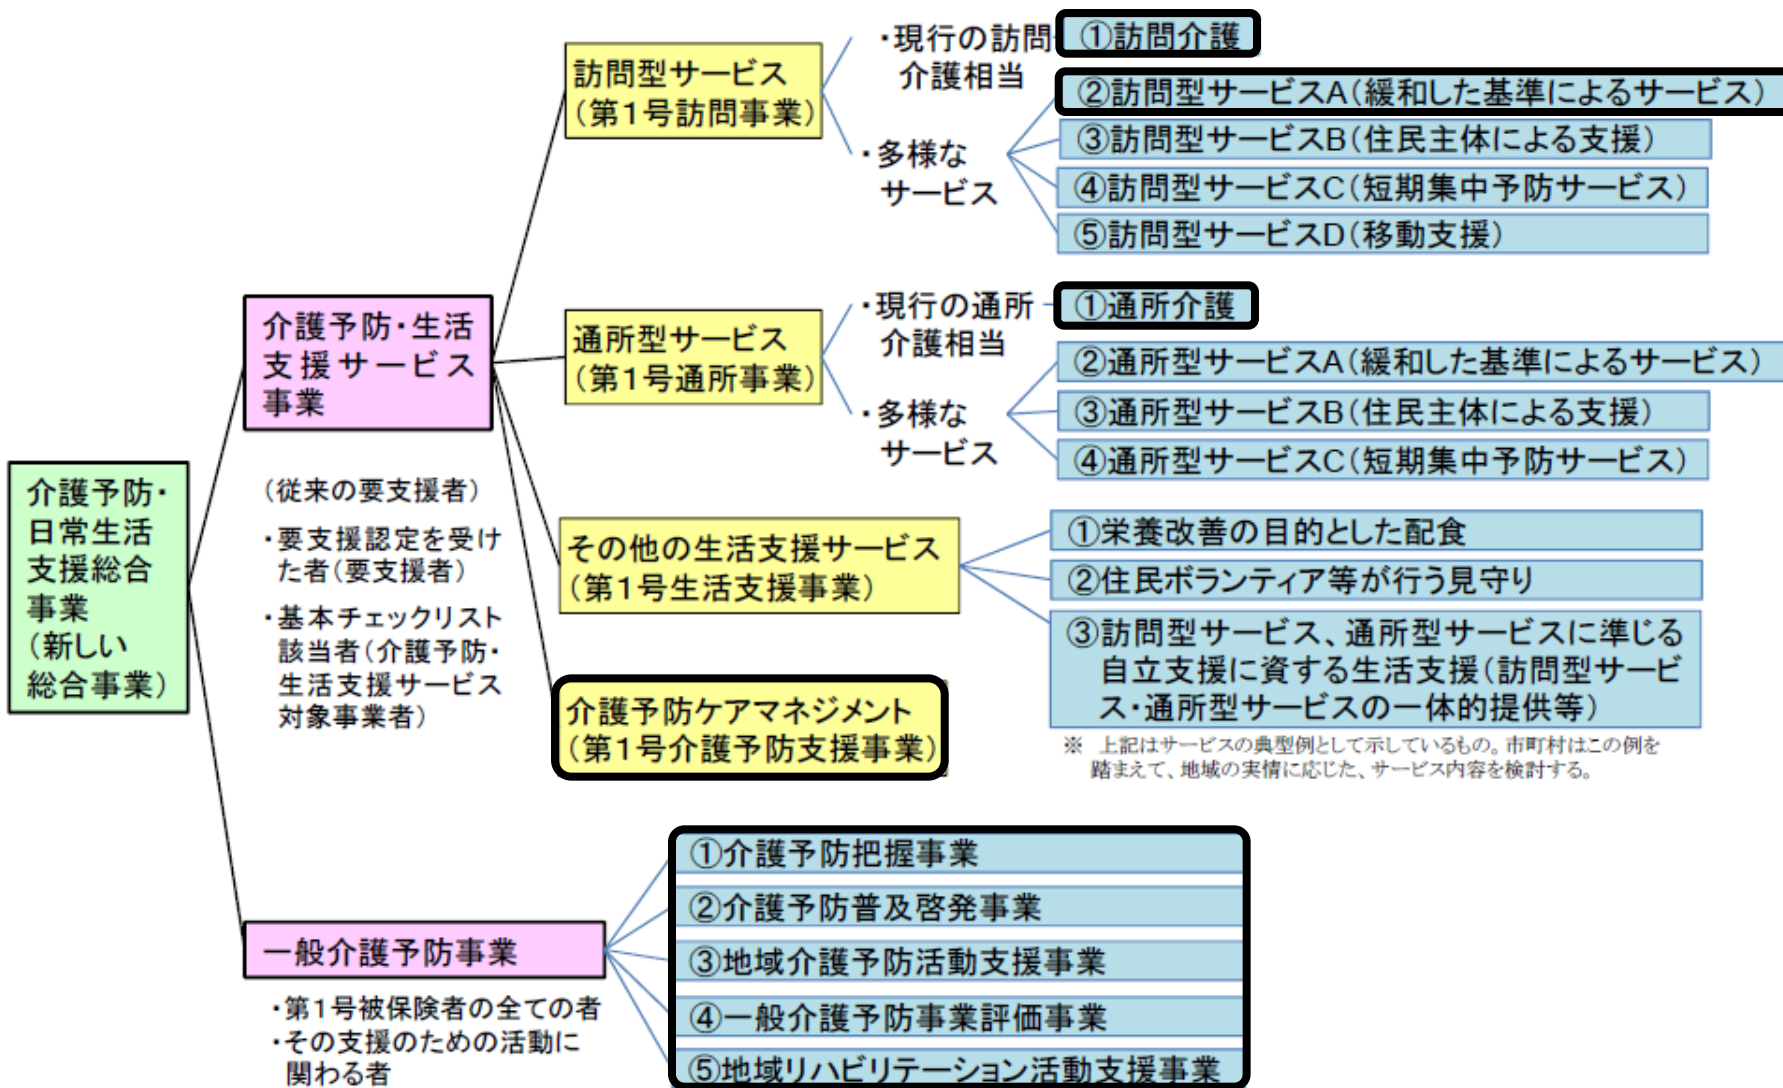 介護予防・
日常生活
支援総合
事業
（新しい
総合事業）
介護予防・生活
支援サービス
事業
（従来の要支援者）
・要支援認定を受け
た者（要支援者）
・基本チェックリスト
該当者（介護予防・
生活支援サービス
対象事業者）
訪問型サービス
（第1号訪問事業）
・現行の訪問
介護相当
①訪問介護
・多様な
サービス
②訪問型サービスA（緩和した基準によるサービス）
③訪問型サービスB（住民主体による支援）
④訪問型サービスC（短期集中予防サービス）
⑤訪問型サービスD（移動支援）
通所型サービス
（第1号通所事業）
・現行の通所
介護相当
①通所介護
・多様な
サービス
②通所型サービスA（緩和した基準によるサービス）
③通所型サービスB（住民主体による支援）
④通所型サービスC（短期集中予防サービス）
その他の生活支援サービス
（第1号生活支援事業）
①栄養改善の目的とした配食
②住民ボランティア等が行う見守り
③訪問型サービス、通所型サービスに準じる
自立支援に資する生活支援（訪問型サービ
ス・通所型サービスの一体的提供等）
※　上記はサービスの典型例として示しているもの。市町村はこの例を
踏まえて、地域の実情に応じた、サービス内容を検討する。
介護予防ケアマネジメント
（第1号介護予防支援事業）
一般介護予防事業
・第1号被保険者の全ての者
・その支援のための活動に
関わる者
①介護予防把握事業
②介護予防普及啓発事業
③地域介護予防活動支援事業
④一般介護予防事業評価事業
⑤地域リハビリテーション活動支援事業